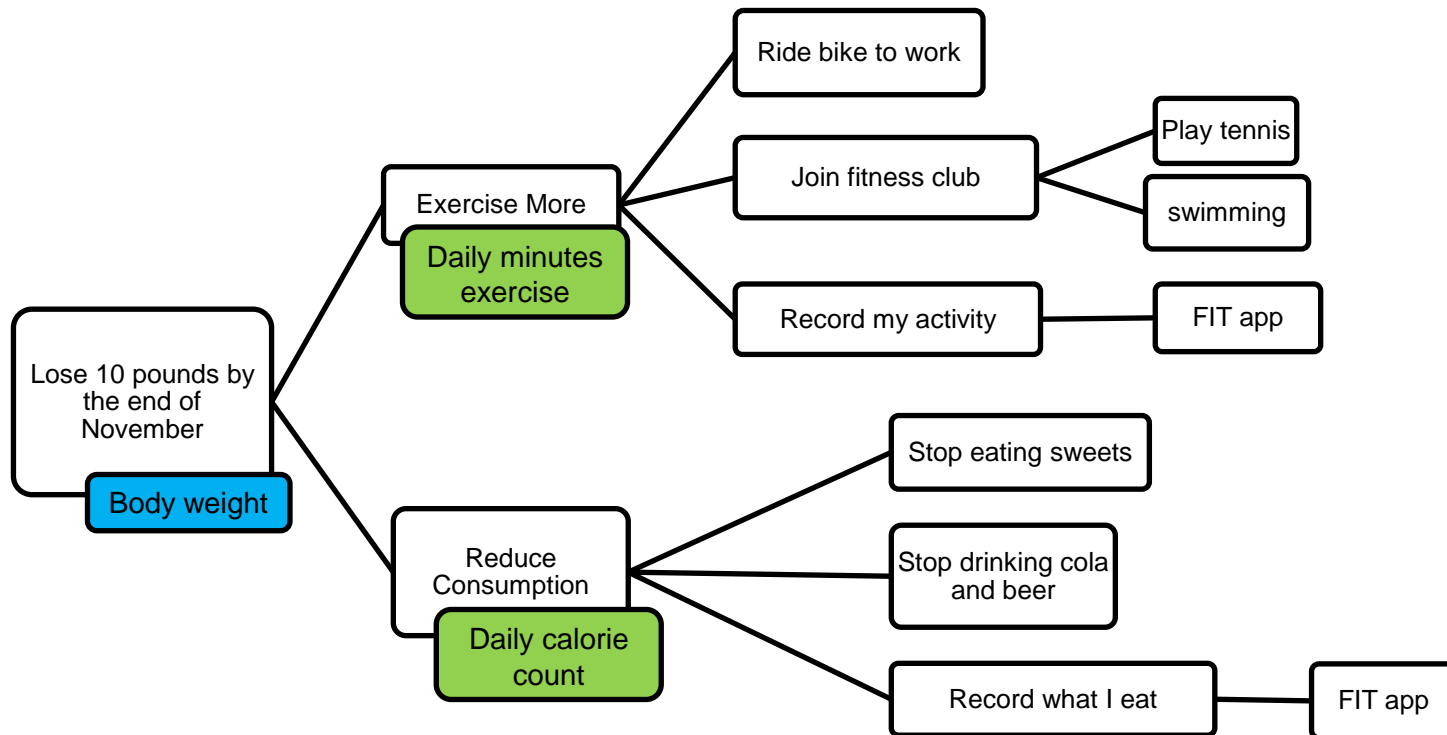 Lose 10 pounds by
the end of
November
Body weight
Exercise More
Daily minutes
exercise
Ride bike to work
Join fitness club
Play tennis
swimming
Record my activity
FIT app
Reduce
Consumption
Daily calorie
count
Stop eating sweets
Stop drinking cola
and beer
Record what I eat
FIT app